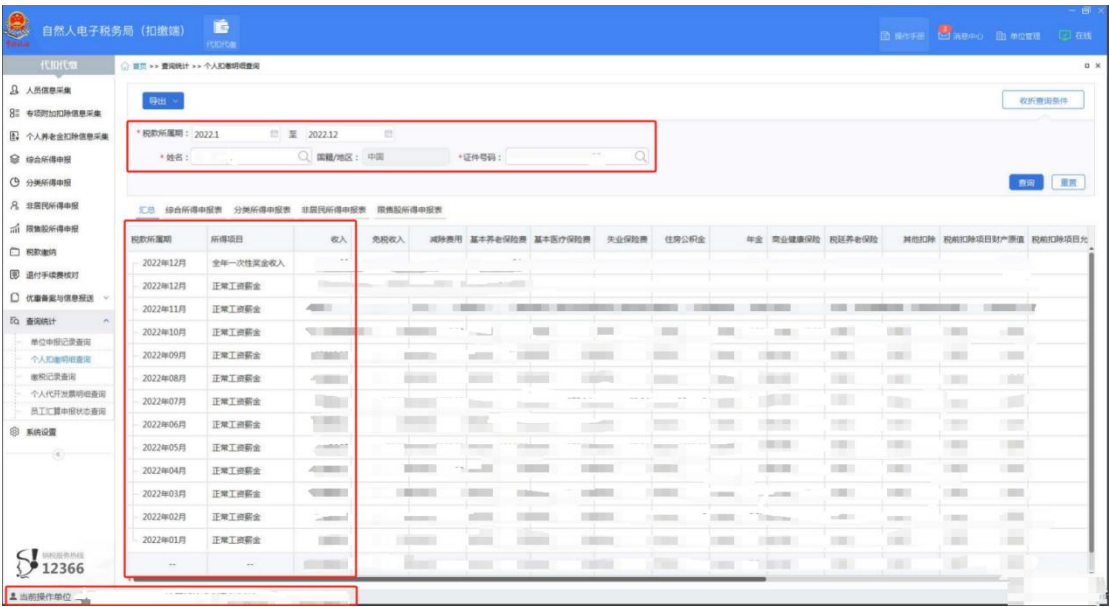 自然人电子税务局（扣缴端）
代扣代缴
操作手册 消息中心 单位管理 在线
代扣代缴
首页 >> 查询统计 >> 个人扣缴明细查询
人员信息采集
专项附加扣除信息采集
个人养老金扣除信息采集
综合所得申报
分类所得申报
非居民所得申报
限售股所得申报
税款缴纳
退付手续费核对
优惠备案与信息报送
查询统计
单位申报记录查询
个人扣缴明细查询
缴税记录查询
个人代开发票明细查询
员工汇算申报状态查询
系统设置
12366
导出
收折查询条件
*税款所属期： 2022.1 至 2022.12
*姓名： 国籍/地区： 中国 *证件号码：
查询 重置
汇总 综合所得申报表 分类所得申报表 非居民所得申报表 限售股所得申报表
税款所属期 所得项目 收入 免税收入 减除费用 基本养老保险费 基本医疗保险费 失业保险费 住房公积金 年金 商业健康保险 税延养老保险 其他扣除 税前扣除项目财产原值 税前扣除项目允
2022年12月 全年一次性奖金收入
2022年12月 正常工资薪金
2022年11月 正常工资薪金
2022年10月 正常工资薪金
2022年09月 正常工资薪金
2022年08月 正常工资薪金
2022年07月 正常工资薪金
2022年06月 正常工资薪金
2022年05月 正常工资薪金
2022年04月 正常工资薪金
2022年03月 正常工资薪金
2022年02月 正常工资薪金
2022年01月 正常工资薪金
-- --
当前操作单位